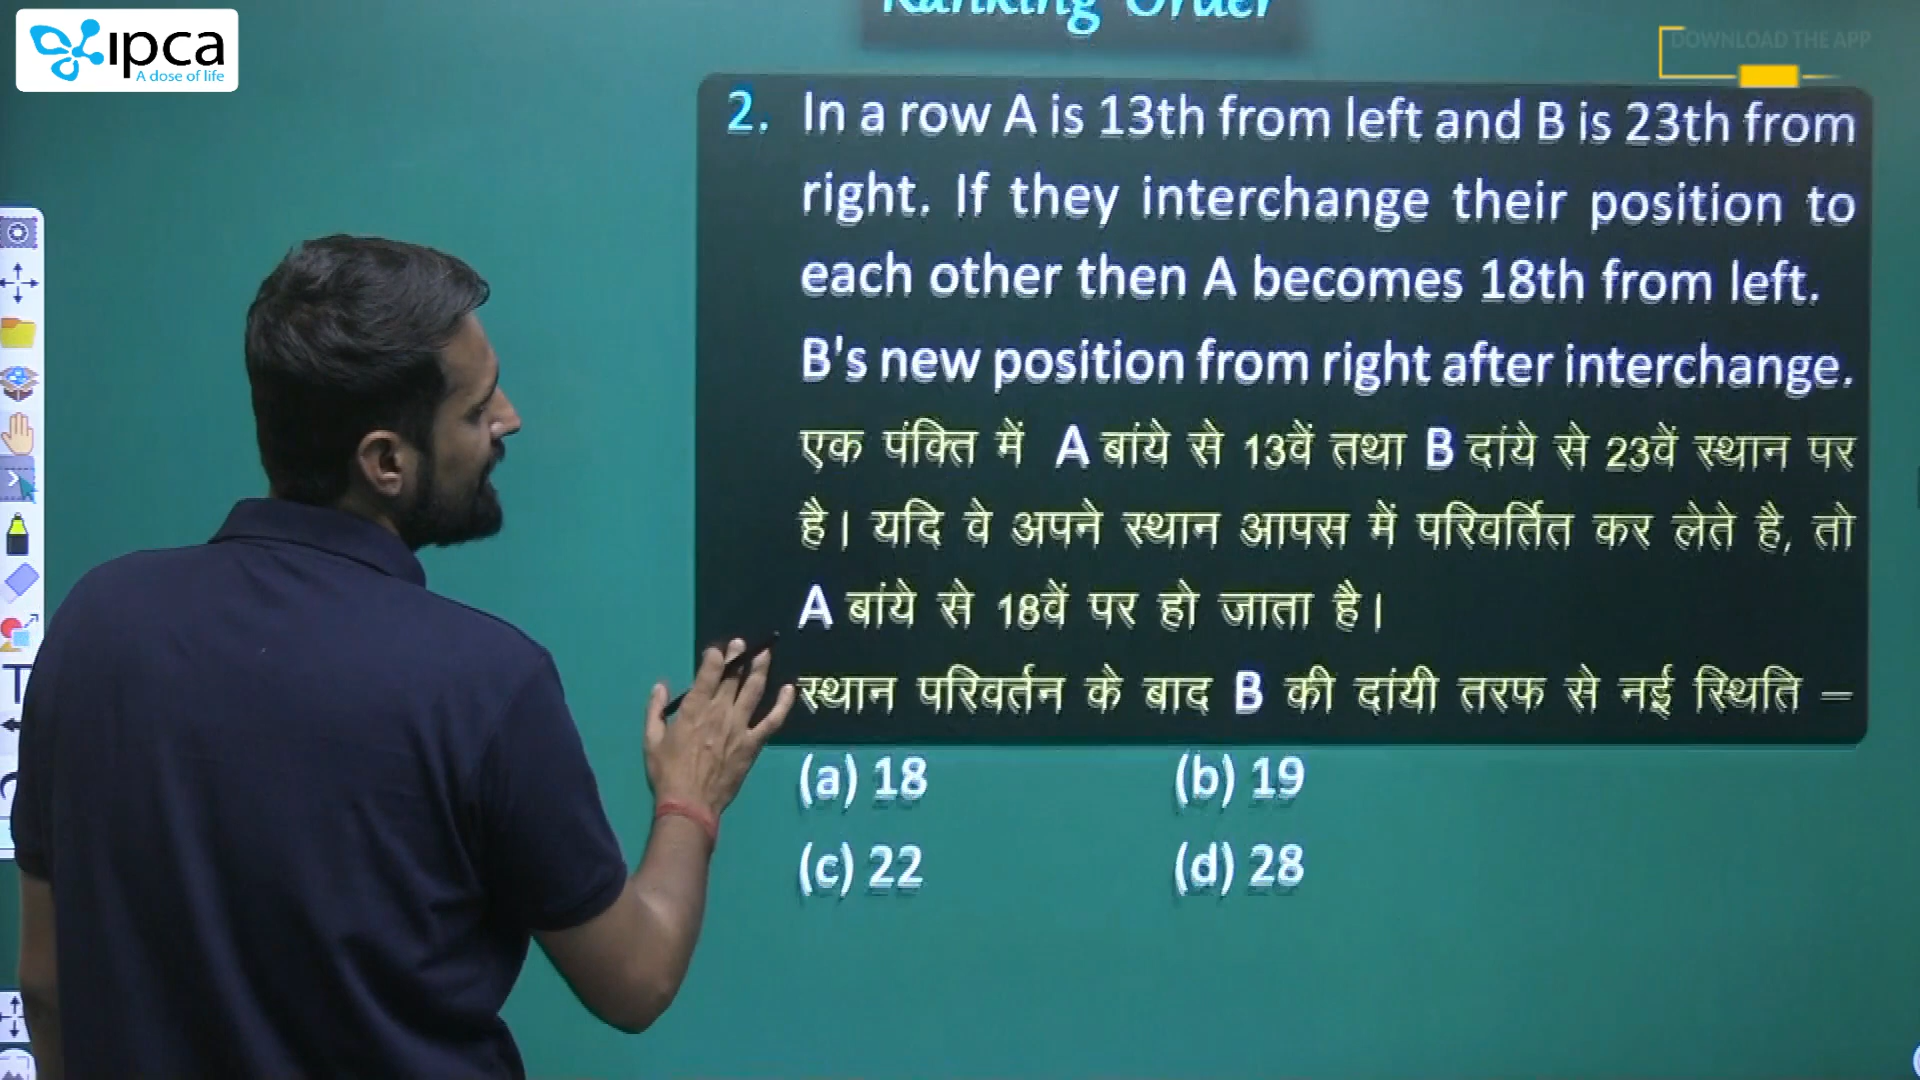 ipca
A dose of life
Ranking Order
DOWNLOAD THE APP
2. In a row A is 13th from left and B is 23th from
right. If they interchange their position to
each other then A becomes 18th from left.
B's new position from right after interchange.
एक पंक्ति में A बांये से 13वें तथा B दांये से 23वें स्थान पर
है। यदि वे अपने स्थान आपस में परिवर्तित कर लेते है, तो
A बांये से 18वें पर हो जाता है।
स्थान परिवर्तन के बाद B की दांयी तरफ से नई स्थिति –
(a) 18 (b) 19
(c) 22 (d) 28